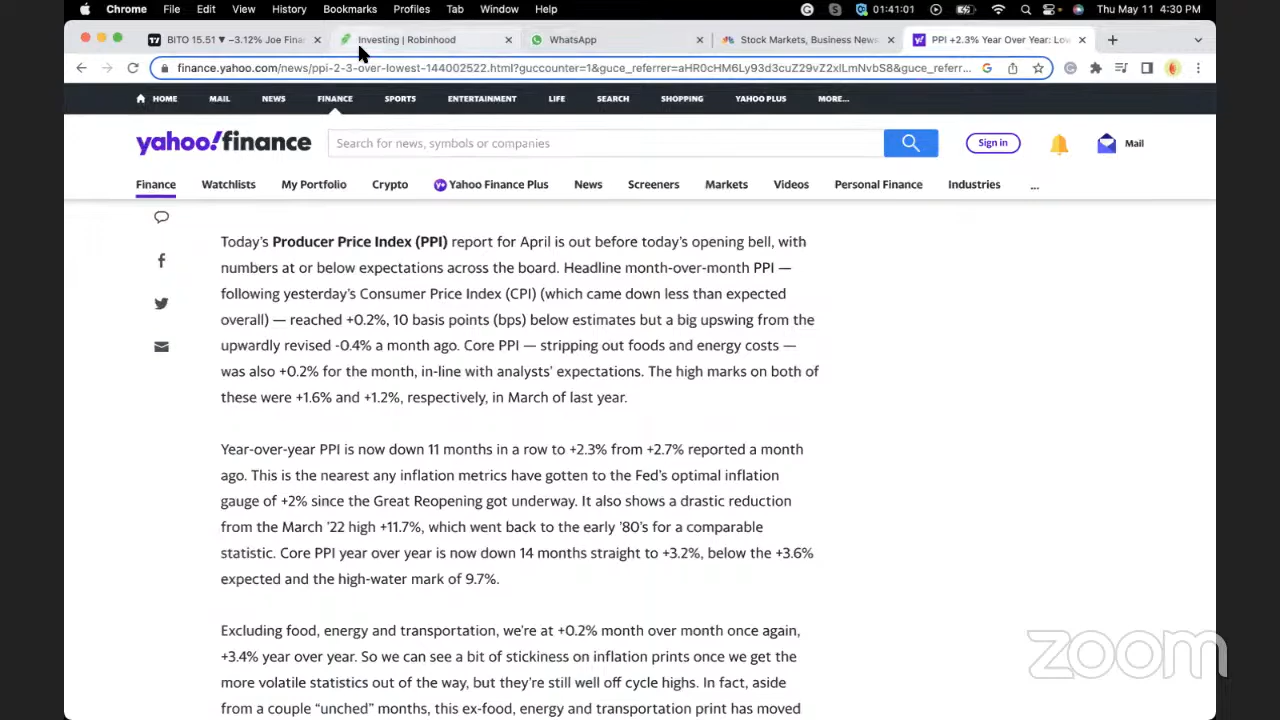 Chrome File Edit View History Bookmarks Profiles Tab Window Help 01:41:01 Thu May 11 4:30 PM
BITO 15.51 ▼ −3.12% Joe Fina Investing | Robinhood WhatsApp Stock Markets, Business News PPI +2.3% Year Over Year: Low
finance.yahoo.com/news/ppi-2-3-over-lowest-144002522.html?guccounter=1&guce_referrer=aHR0cHM6Ly93d3cuZ29vZ2xlLmNvbS8&guce_referr...
HOME MAIL NEWS FINANCE SPORTS ENTERTAINMENT LIFE SEARCH SHOPPING YAHOO PLUS MORE...
yahoo!finance Search for news, symbols or companies Sign in Mail
Finance Watchlists My Portfolio Crypto Y+ Yahoo Finance Plus News Screeners Markets Videos Personal Finance Industries ...
Today's Producer Price Index (PPI) report for April is out before today's opening bell, with
numbers at or below expectations across the board. Headline month-over-month PPI —
following yesterday's Consumer Price Index (CPI) (which came down less than expected
overall) — reached +0.2%, 10 basis points (bps) below estimates but a big upswing from the
upwardly revised -0.4% a month ago. Core PPI — stripping out foods and energy costs —
was also +0.2% for the month, in-line with analysts' expectations. The high marks on both of
these were +1.6% and +1.2%, respectively, in March of last year.
Year-over-year PPI is now down 11 months in a row to +2.3% from +2.7% reported a month
ago. This is the nearest any inflation metrics have gotten to the Fed's optimal inflation
gauge of +2% since the Great Reopening got underway. It also shows a drastic reduction
from the March '22 high +11.7%, which went back to the early '80's for a comparable
statistic. Core PPI year over year is now down 14 months straight to +3.2%, below the +3.6%
expected and the high-water mark of 9.7%.
Excluding food, energy and transportation, we're at +0.2% month over month once again,
+3.4% year over year. So we can see a bit of stickiness on inflation prints once we get the
more volatile statistics out of the way, but they're still well off cycle highs. In fact, aside
from a couple "unched" months, this ex-food, energy and transportation print has moved
zoom